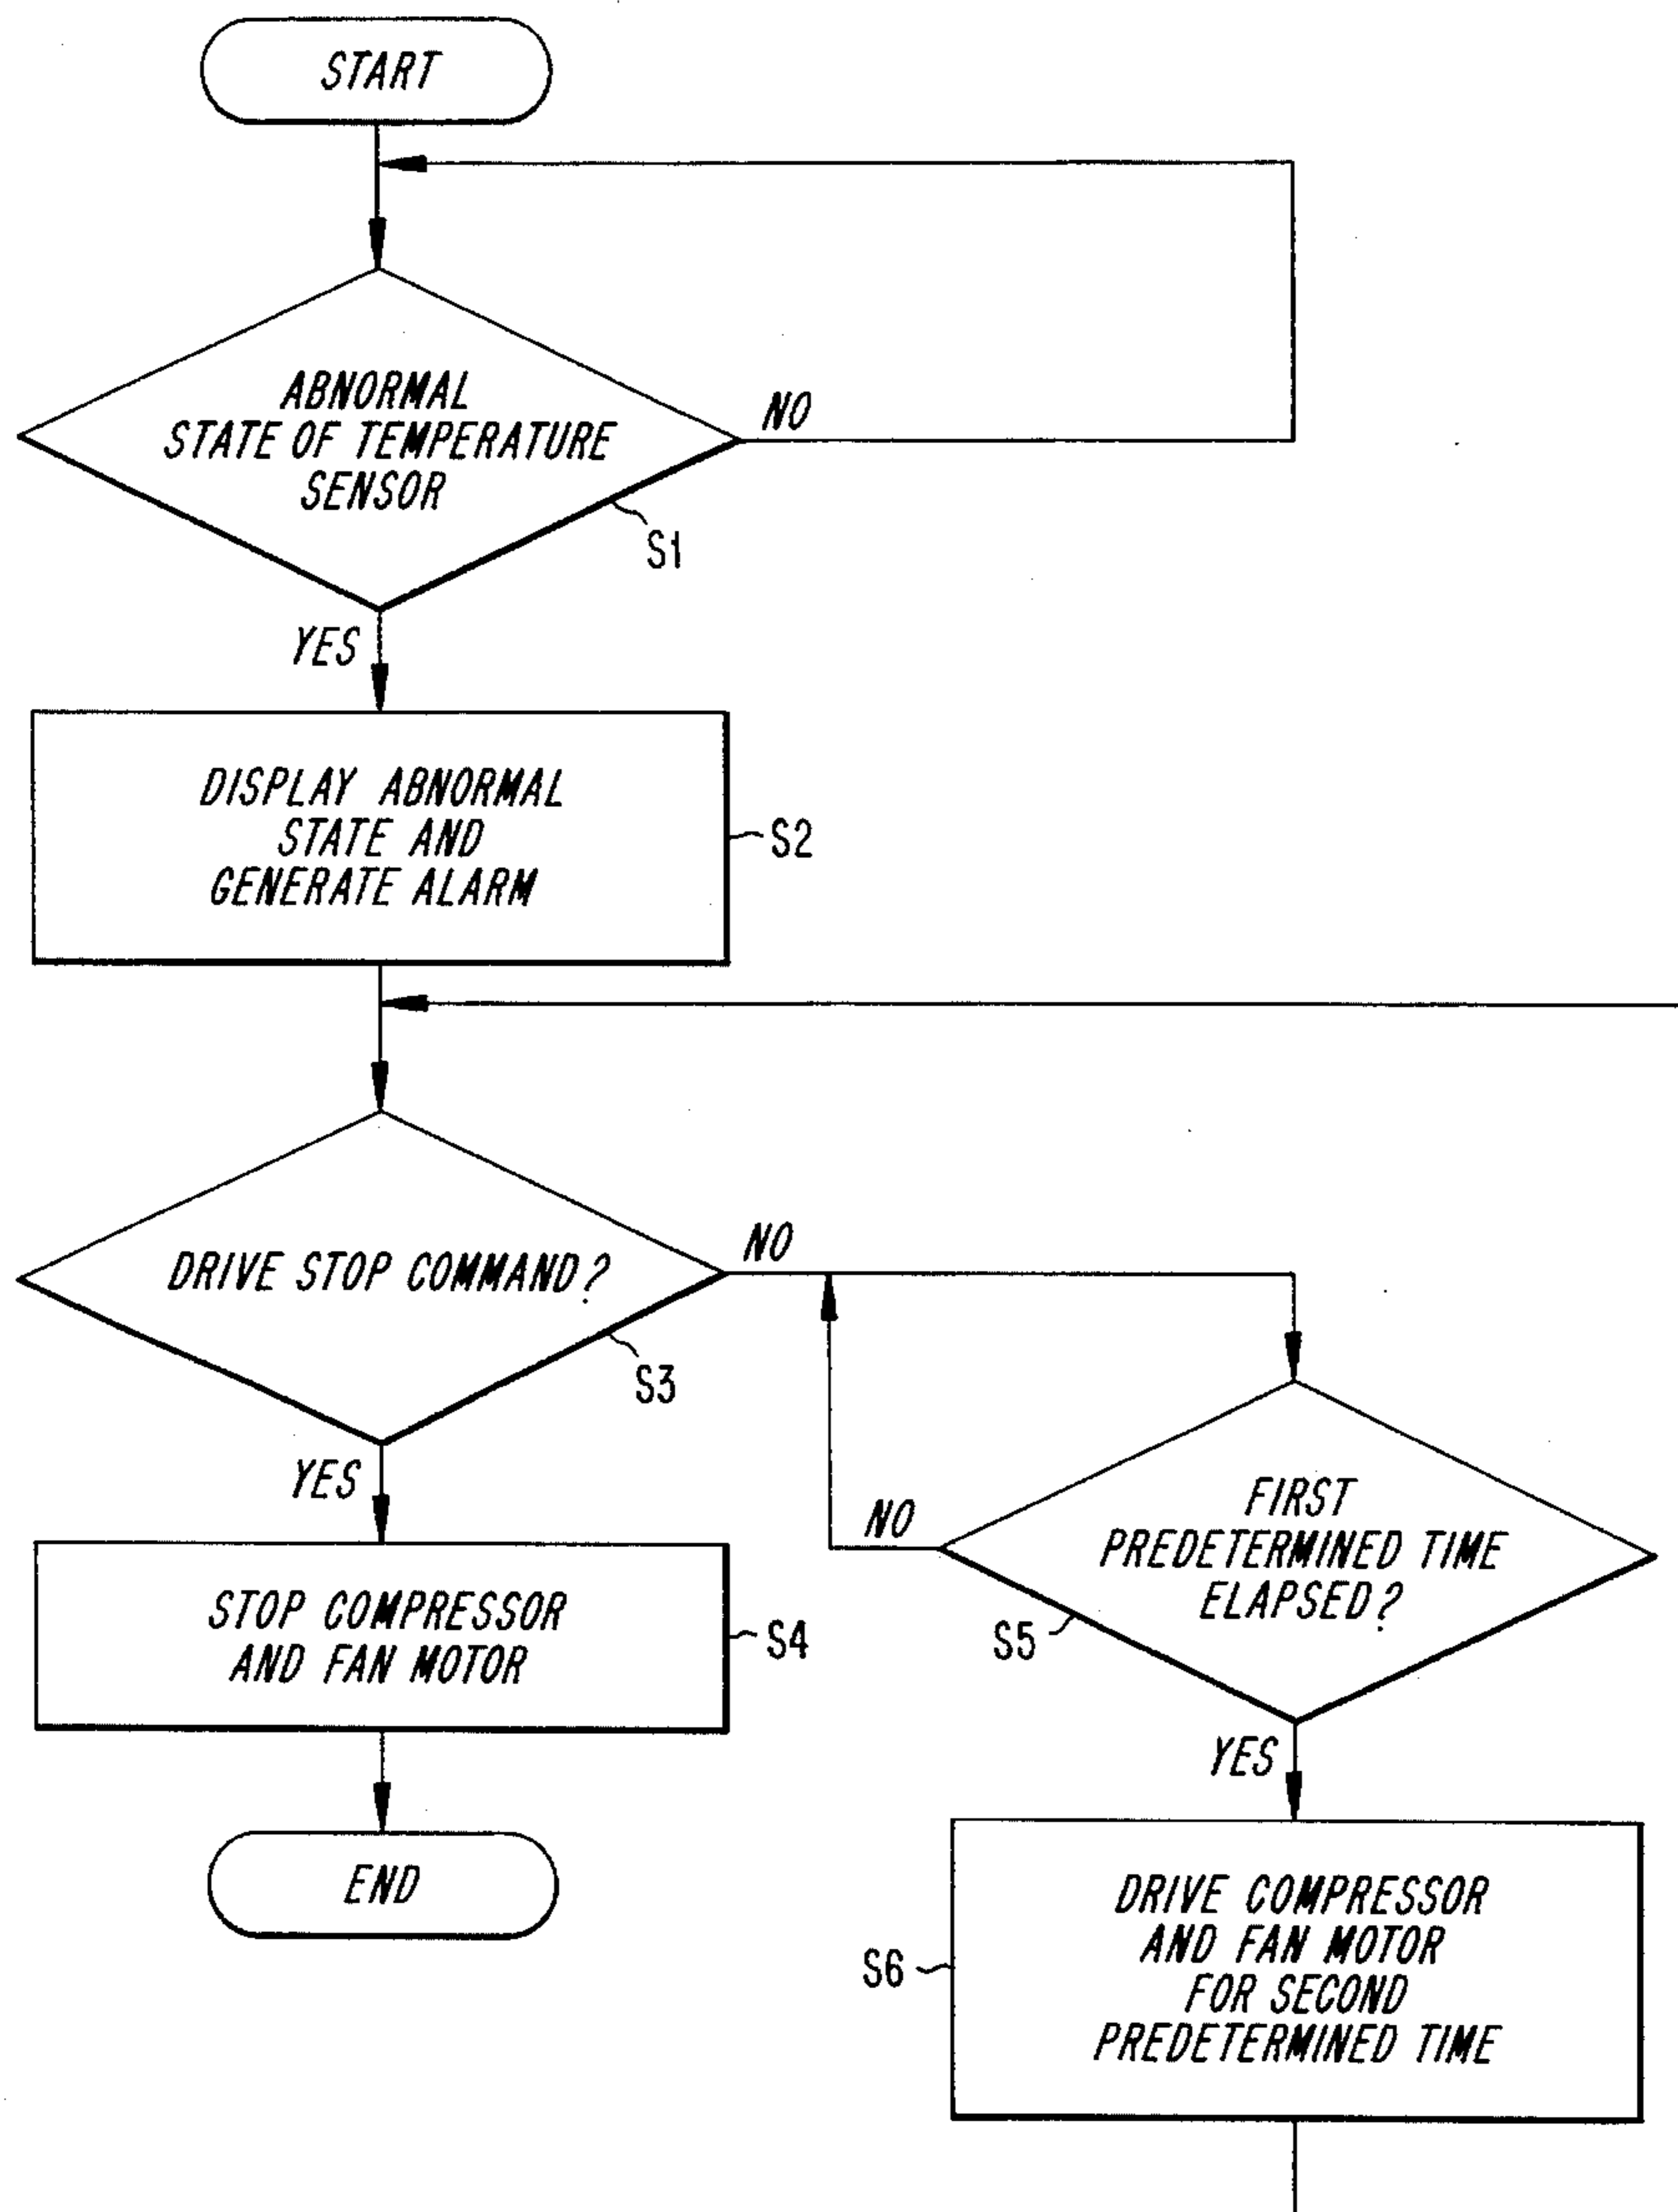 START
ABNORMAL
STATE OF TEMPERATURE
SENSOR
NO
S1
YES
DISPLAY ABNORMAL
STATE AND
GENERATE ALARM
S2
DRIVE STOP COMMAND?
NO
S3
YES
STOP COMPRESSOR
AND FAN MOTOR
S4
END
FIRST
PREDETERMINED TIME
ELAPSED?
NO
S5
YES
DRIVE COMPRESSOR
AND FAN MOTOR
FOR SECOND
PREDETERMINED TIME
S6